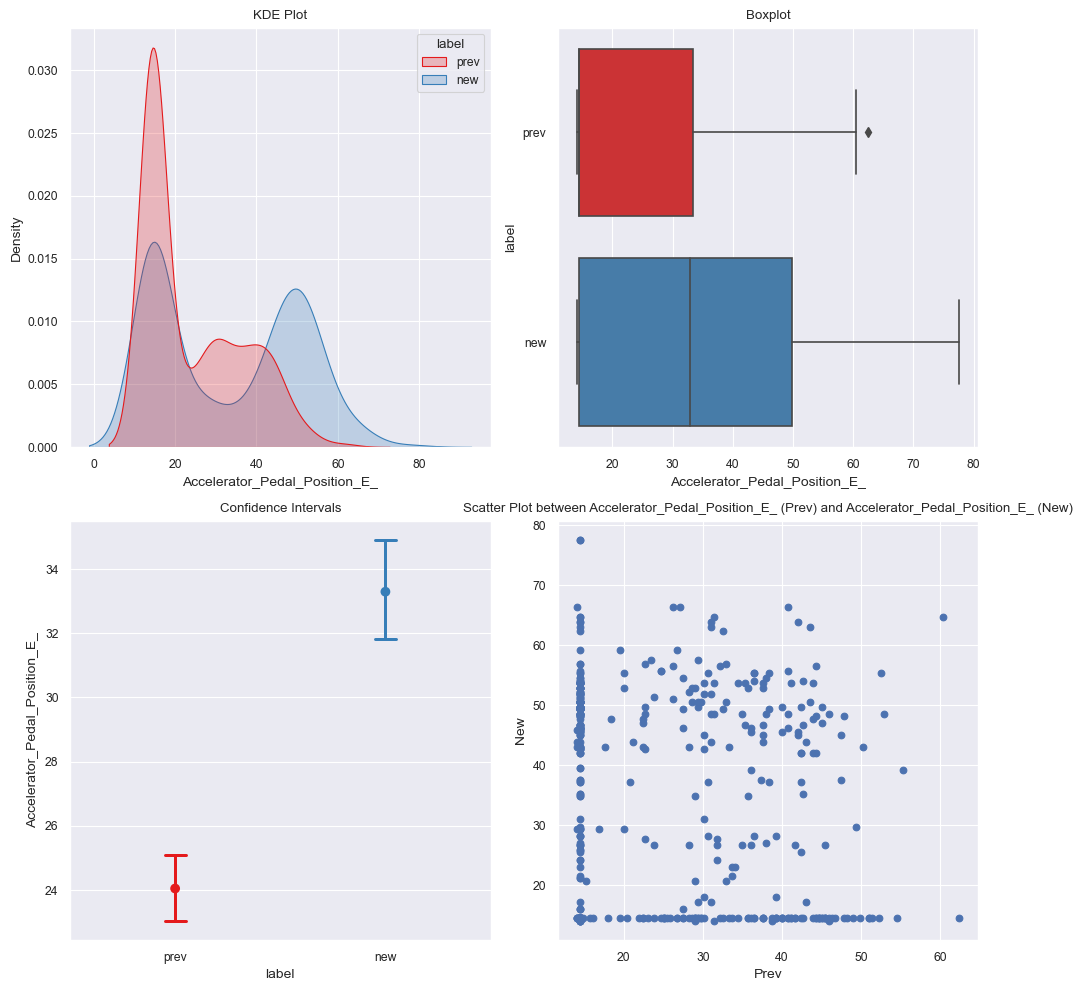 KDE Plot
label
prev
new
0.030
0.025
0.020
0.015
0.010
0.005
0.000
Density
0
20
40
60
80
Accelerator_Pedal_Position_E_
Boxplot
prev
new
label
20
30
40
50
60
70
80
Accelerator_Pedal_Position_E_
Confidence Intervals
34
32
30
28
26
24
Accelerator_Pedal_Position_E_
prev
new
label
Scatter Plot between Accelerator_Pedal_Position_E_ (Prev) and Accelerator_Pedal_Position_E_ (New)
80
70
60
50
40
30
20
New
20
30
40
50
60
Prev